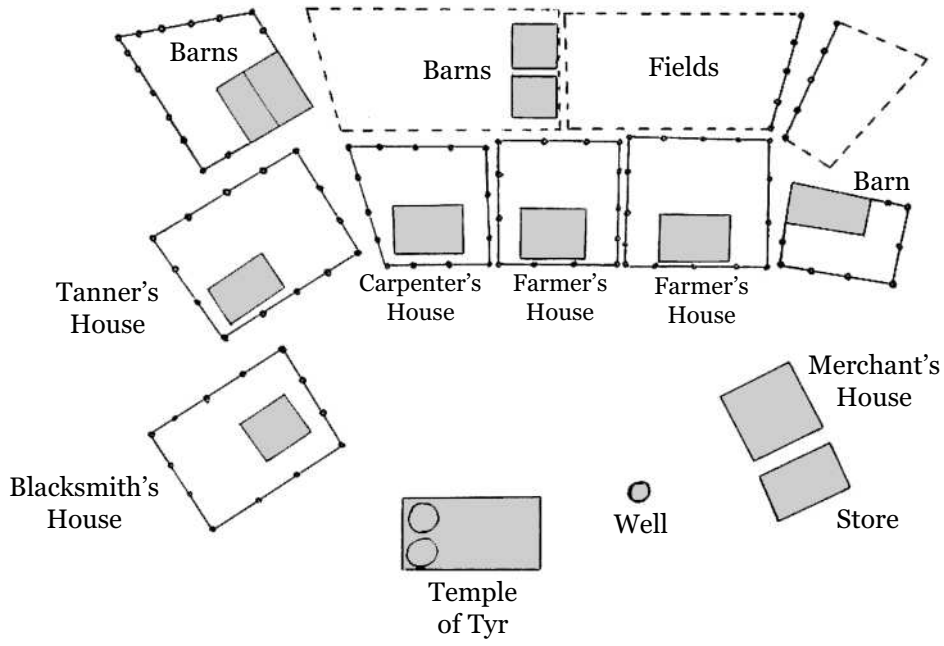 Barns
Barns
Fields
Barn
Carpenter’s
House
Farmer’s
House
Farmer’s
House
Tanner’s
House
Merchant’s
House
Blacksmith’s
House
Well
Store
Temple
of Tyr